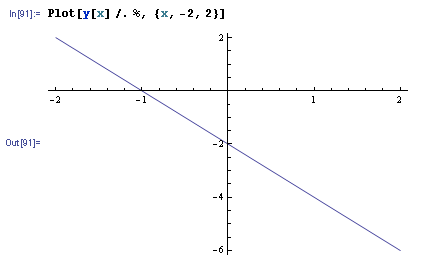 In[91]:= Plot[y[x] /. %, {x, -2, 2}]
2
-2 -1 1 2
Out[91]= -2
-4
-6